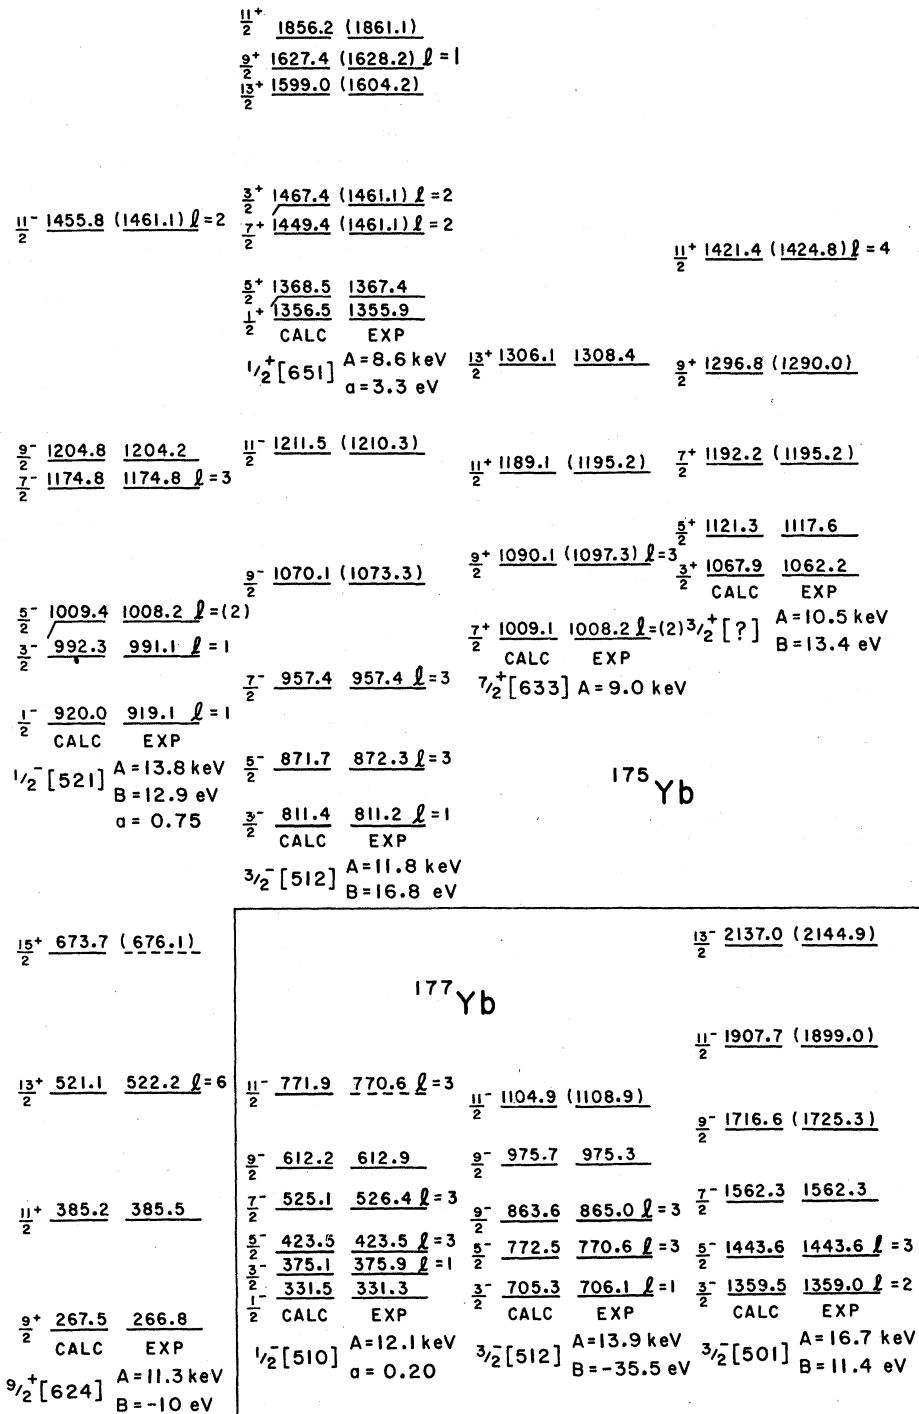 11/2+ 1856.2 (1861.1)
9/2+ 1627.4 (1628.2) ℓ=1
13/2+ 1599.0 (1604.2)
3/2+ 1467.4 (1461.1) ℓ=2
7/2+ 1449.4 (1461.1) ℓ=2
5/2+ 1368.5 1367.4
1/2+ 1356.5 1355.9
CALC EXP
1/2+[651] A=8.6 keV
a=3.3 eV
11/2- 1455.8 (1461.1) ℓ=2
9/2- 1204.8 1204.2
7/2- 1174.8 1174.8 ℓ=3
5/2- 1009.4 1008.2 ℓ=(2)
3/2- 992.3 991.1 ℓ=1
1/2- 920.0 919.1 ℓ=1
CALC EXP
1/2-[521] A=13.8 keV
B=12.9 eV
a=0.75
11/2- 1211.5 (1210.3)
9/2- 1070.1 (1073.3)
7/2- 957.4 957.4 ℓ=3
5/2- 871.7 872.3 ℓ=3
3/2- 811.4 811.2 ℓ=1
CALC EXP
3/2-[512] A=11.8 keV
B=16.8 eV
13/2+ 1306.1 1308.4
11/2+ 1189.1 (1195.2)
9/2+ 1090.1 (1097.3) ℓ=3
7/2+ 1009.1 1008.2 ℓ=(2)
CALC EXP
7/2+[633] A=9.0 keV
11/2+ 1421.4 (1424.8) ℓ=4
9/2+ 1296.8 (1290.0)
7/2+ 1192.2 (1195.2)
5/2+ 1121.3 1117.6
3/2+ 1067.9 1062.2
CALC EXP
3/2+[?] A=10.5 keV
B=13.4 eV
175Yb
15/2+ 673.7 (676.1)
13/2+ 521.1 522.2 ℓ=6
11/2+ 385.2 385.5
9/2+ 267.5 266.8
CALC EXP
9/2+[624] A=11.3 keV
B=-10 eV
177Yb
11/2- 771.9 770.6 ℓ=3
9/2- 612.2 612.9
7/2- 525.1 526.4 ℓ=3
5/2- 423.5 423.5 ℓ=3
3/2- 375.1 375.9 ℓ=1
1/2- 331.5 331.3
CALC EXP
1/2-[510] A=12.1 keV
a=0.20
11/2- 1104.9 (1108.9)
9/2- 975.7 975.3
9/2- 863.6 865.0 ℓ=3
5/2- 772.5 770.6 ℓ=3
3/2- 705.3 706.1 ℓ=1
CALC EXP
3/2-[512] A=13.9 keV
B=-35.5 eV
13/2- 2137.0 (2144.9)
11/2- 1907.7 (1899.0)
9/2- 1716.6 (1725.3)
7/2- 1562.3 1562.3
5/2- 1443.6 1443.6 ℓ=3
3/2- 1359.5 1359.0 ℓ=2
CALC EXP
3/2-[501] A=16.7 keV
B=11.4 eV